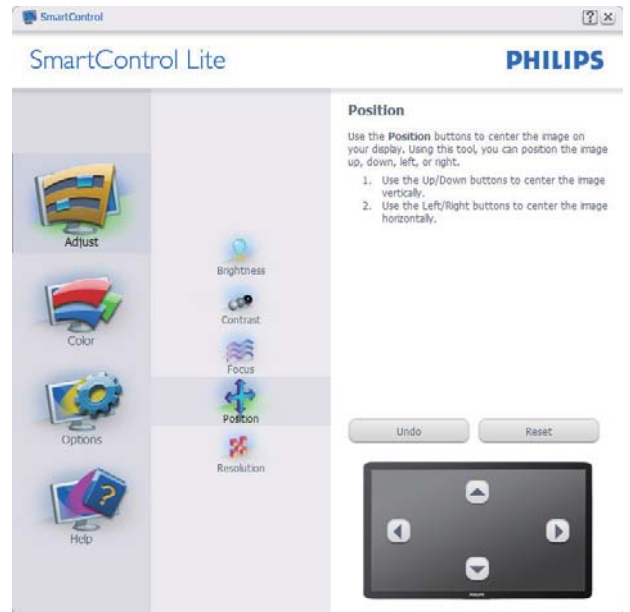 SmartControl
SmartControl Lite
PHILIPS
Adjust
Color
Options
Help
Brightness
Contrast
Focus
Position
Resolution
Position
Use the Position buttons to center the image on
your display. Using this tool, you can position the image
up, down, left, or right.
1. Use the Up/Down buttons to center the image
vertically.
2. Use the Left/Right buttons to center the image
horizontally.
Undo
Reset
PHILIPS